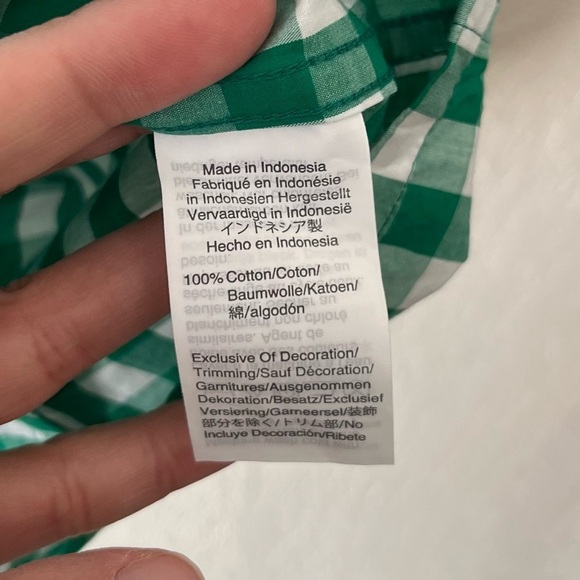 Made in Indonesia
Fabriqué en Indonésie
in Indonesien Hergestellt
Vervaardigd in Indonesië
インドネシア製
Hecho en Indonesia
100% Cotton/Coton/
Baumwolle/Katoen/
綿/algodón
Exclusive Of Decoration/
Trimming/Sauf Décoration/
Garnitures/Ausgenommen
Dekoration/Besatz/Exclusief
Versiering/Garneersel/装飾
部分を除く/トリム部/No
Incluye Decoración/Ribete